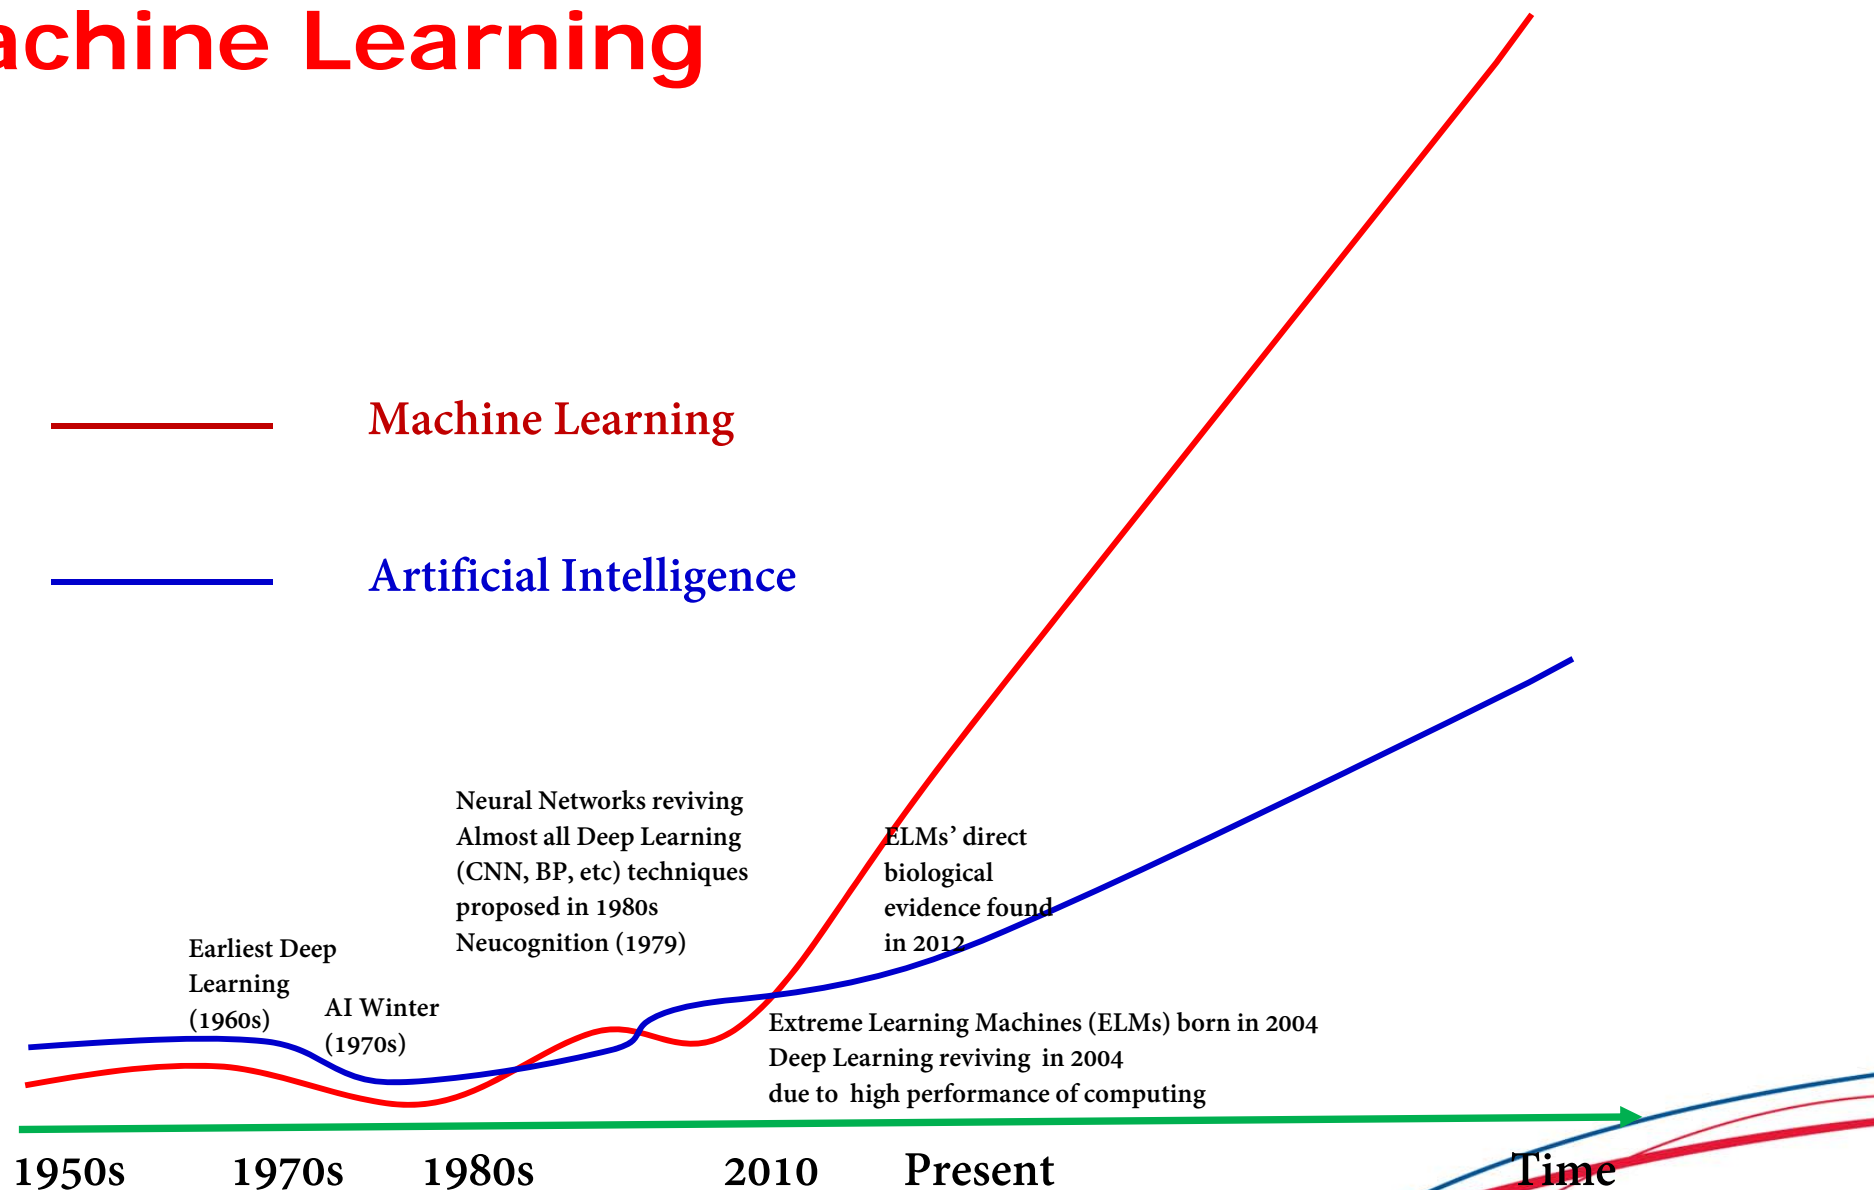 achine Learning
Machine Learning
Artificial Intelligence
Neural Networks reviving
Almost all Deep Learning
(CNN, BP, etc) techniques
proposed in 1980s
Neucognition (1979)
ELMs’ direct
biological
evidence found
in 2012
Earliest Deep
Learning
(1960s)
AI Winter
(1970s)
Extreme Learning Machines (ELMs) born in 2004
Deep Learning reviving in 2004
due to high performance of computing
1950s 1970s 1980s 2010 Present Time